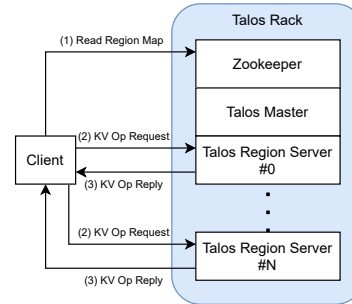 Talos Rack
(1) Read Region Map
Zookeeper
Talos Master
(2) KV Op Request
Client
Talos Region Server
#0
(3) KV Op Reply
(2) KV Op Request
Talos Region Server
#N
(3) KV Op Reply